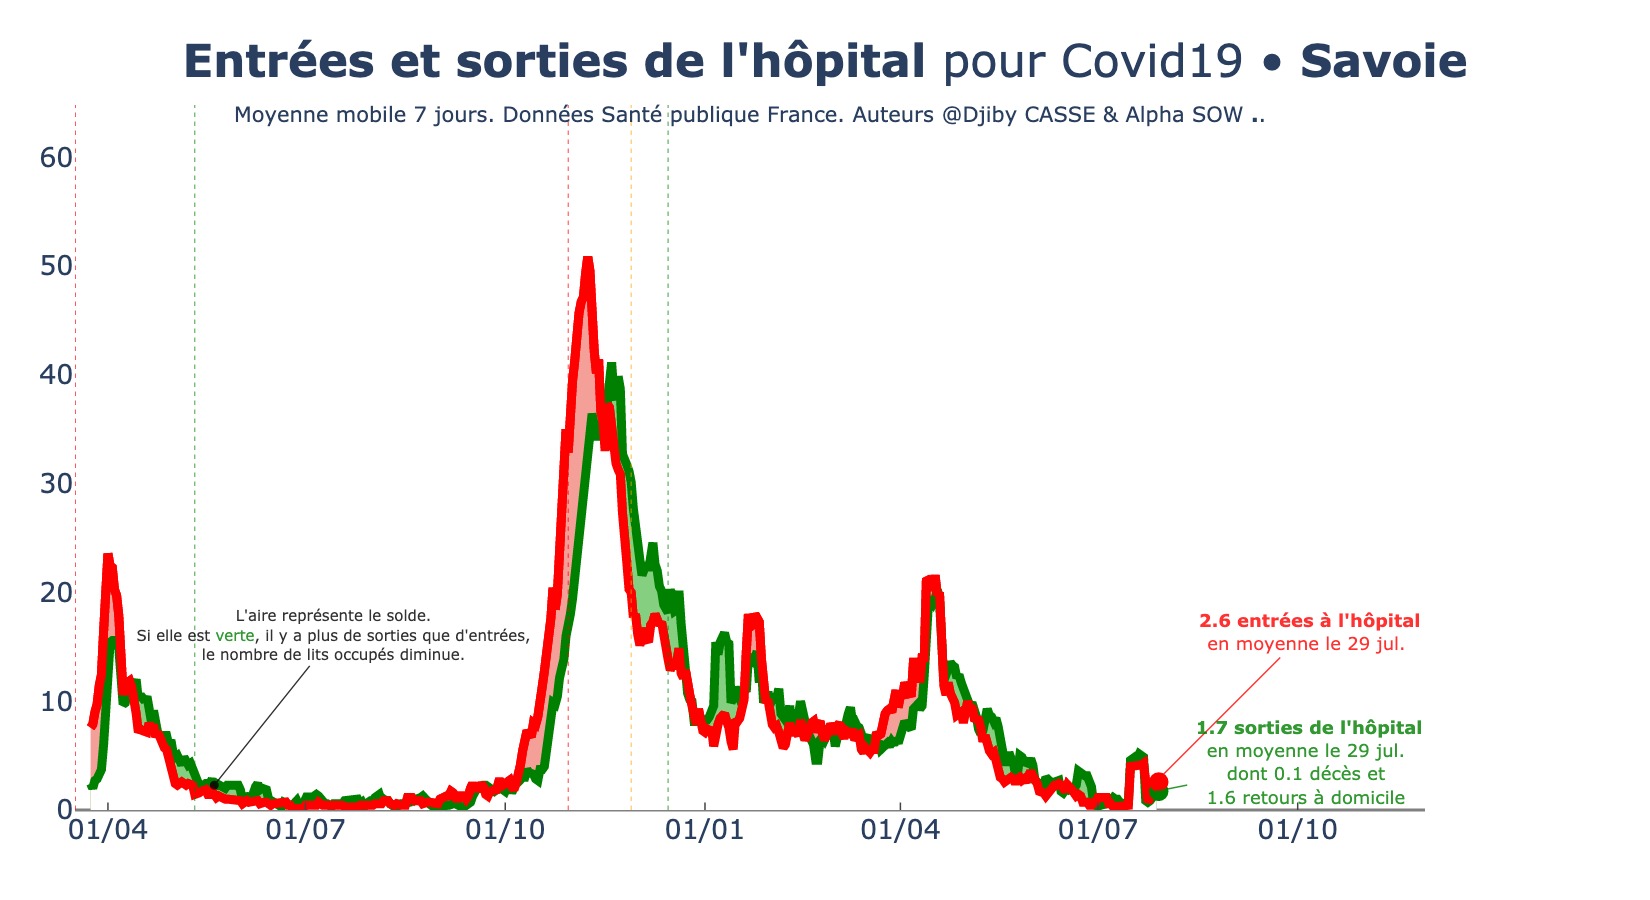 Entrées et sorties de l'hôpital pour Covid19 • Savoie
Moyenne mobile 7 jours. Données Santé publique France. Auteurs @Djiby CASSE & Alpha SOW ..
60
50
40
30
20
10
0
L'aire représente le solde.
Si elle est verte, il y a plus de sorties que d'entrées,
le nombre de lits occupés diminue.
2.6 entrées à l'hôpital
en moyenne le 29 jul.
1.7 sorties de l'hôpital
en moyenne le 29 jul.
dont 0.1 décès et
1.6 retours à domicile
01/04 01/07 01/10 01/01 01/04 01/07 01/10